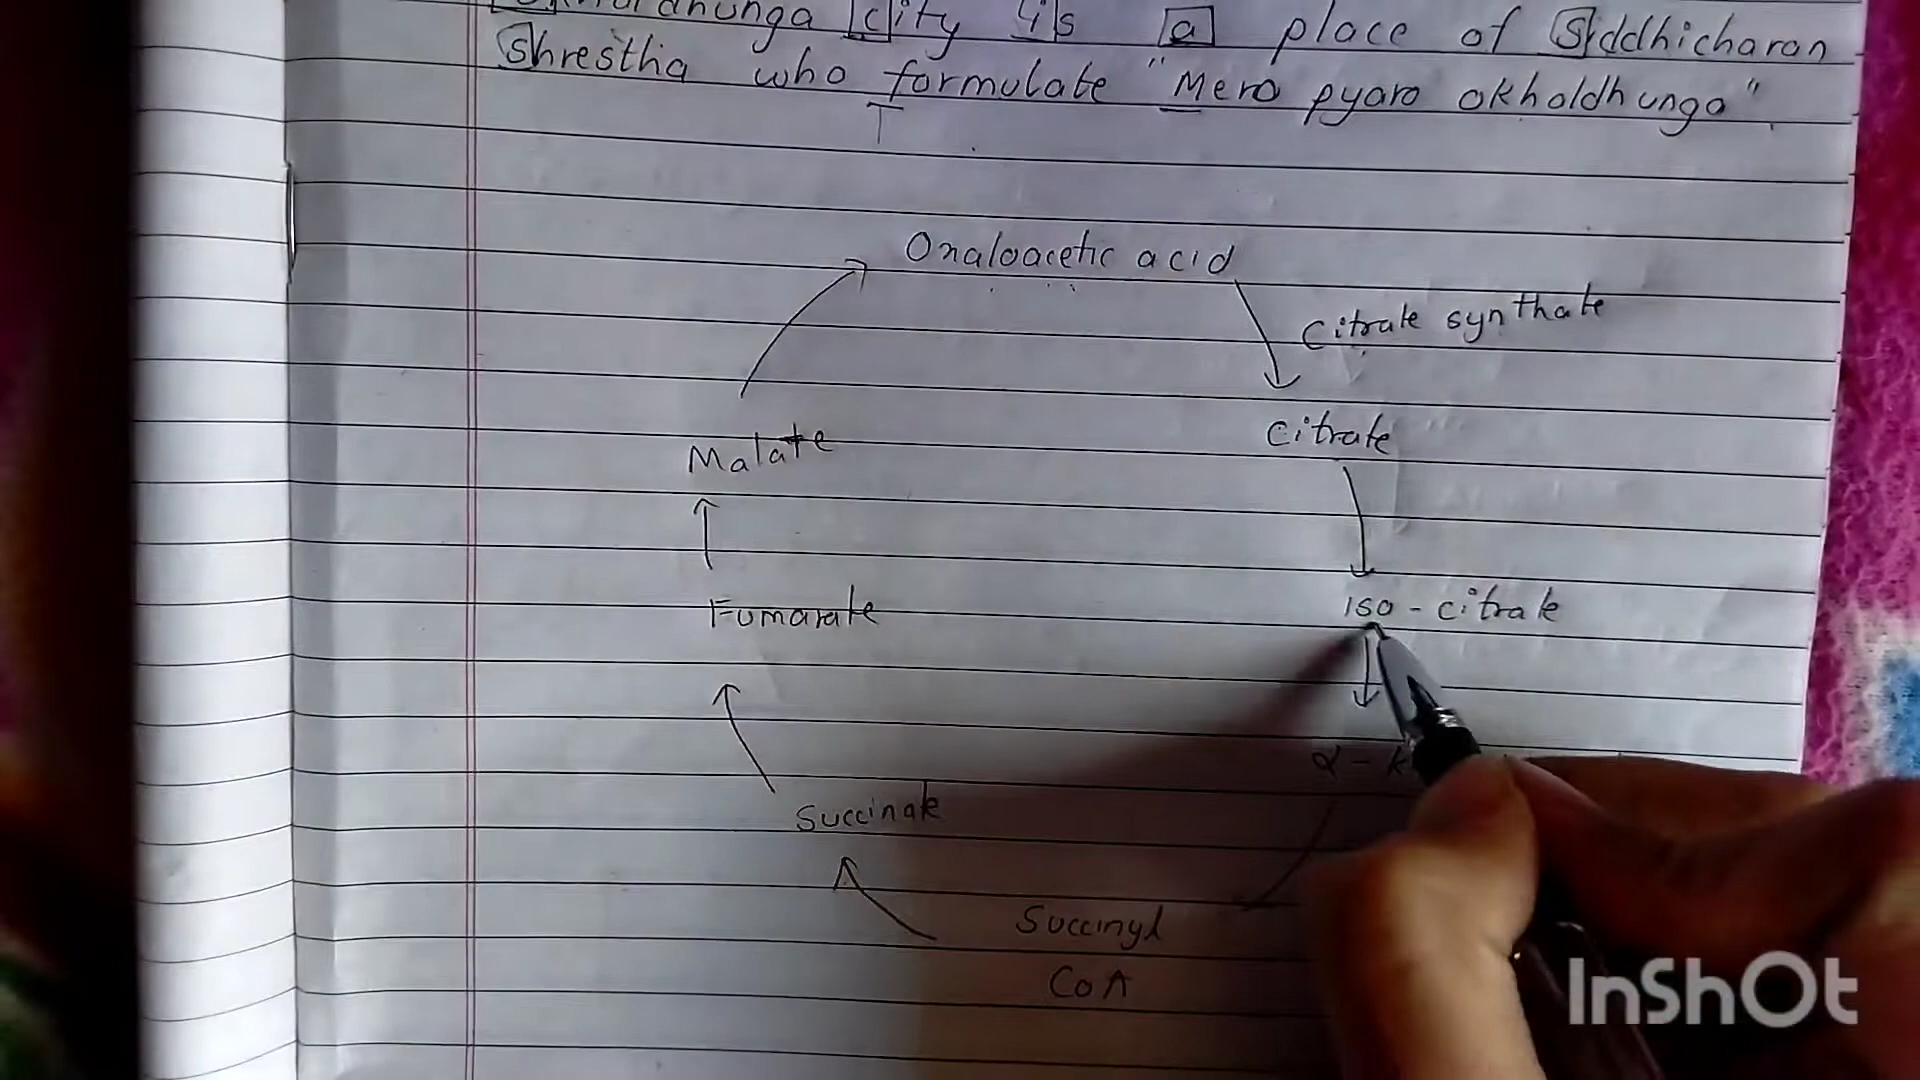 dhunga city is a place of Siddhicharan
Shrestha who formulate "Mero pyaro okholdhunga"
T
Oxaloacetic acid
Citrate synthate
Citrate
Malate
Iso-citrate
Fumarate
α-k
Succinate
Succinyl
CoA
InShOt